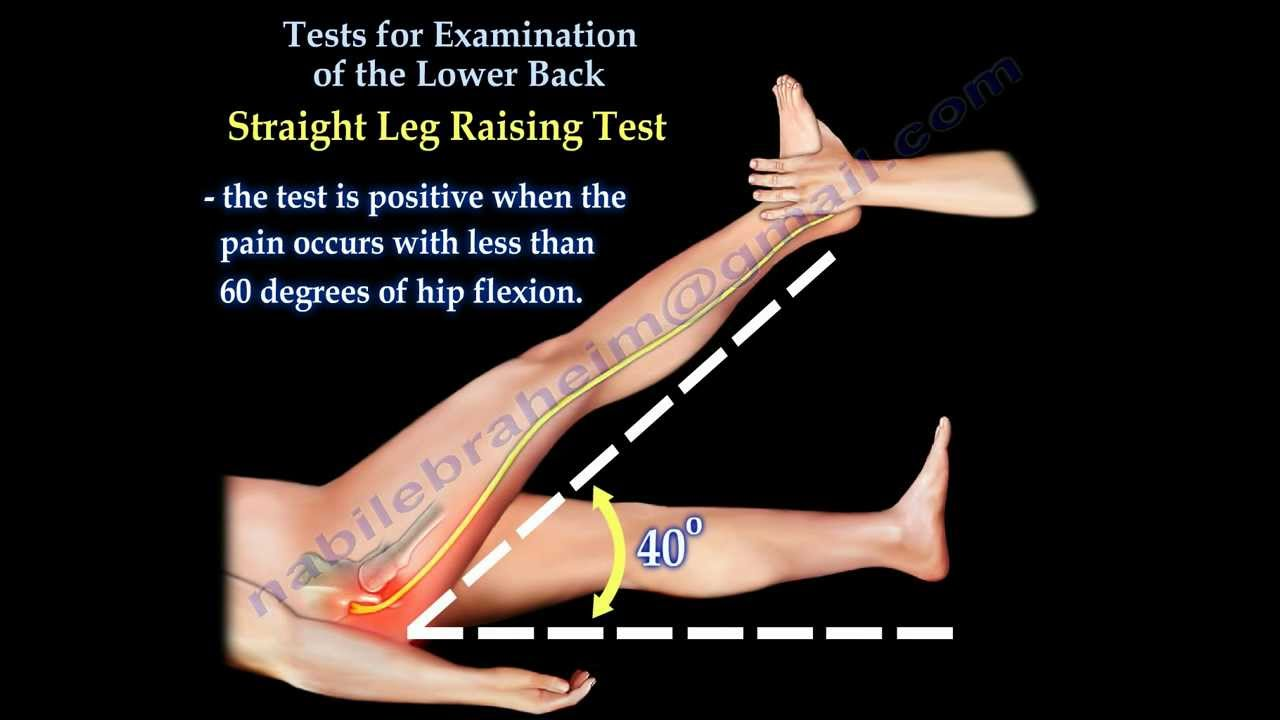 Tests for Examination
of the Lower Back
Straight Leg Raising Test
- the test is positive when the
pain occurs with less than
60 degrees of hip flexion.
nabilebraheim@gmail.com
40°